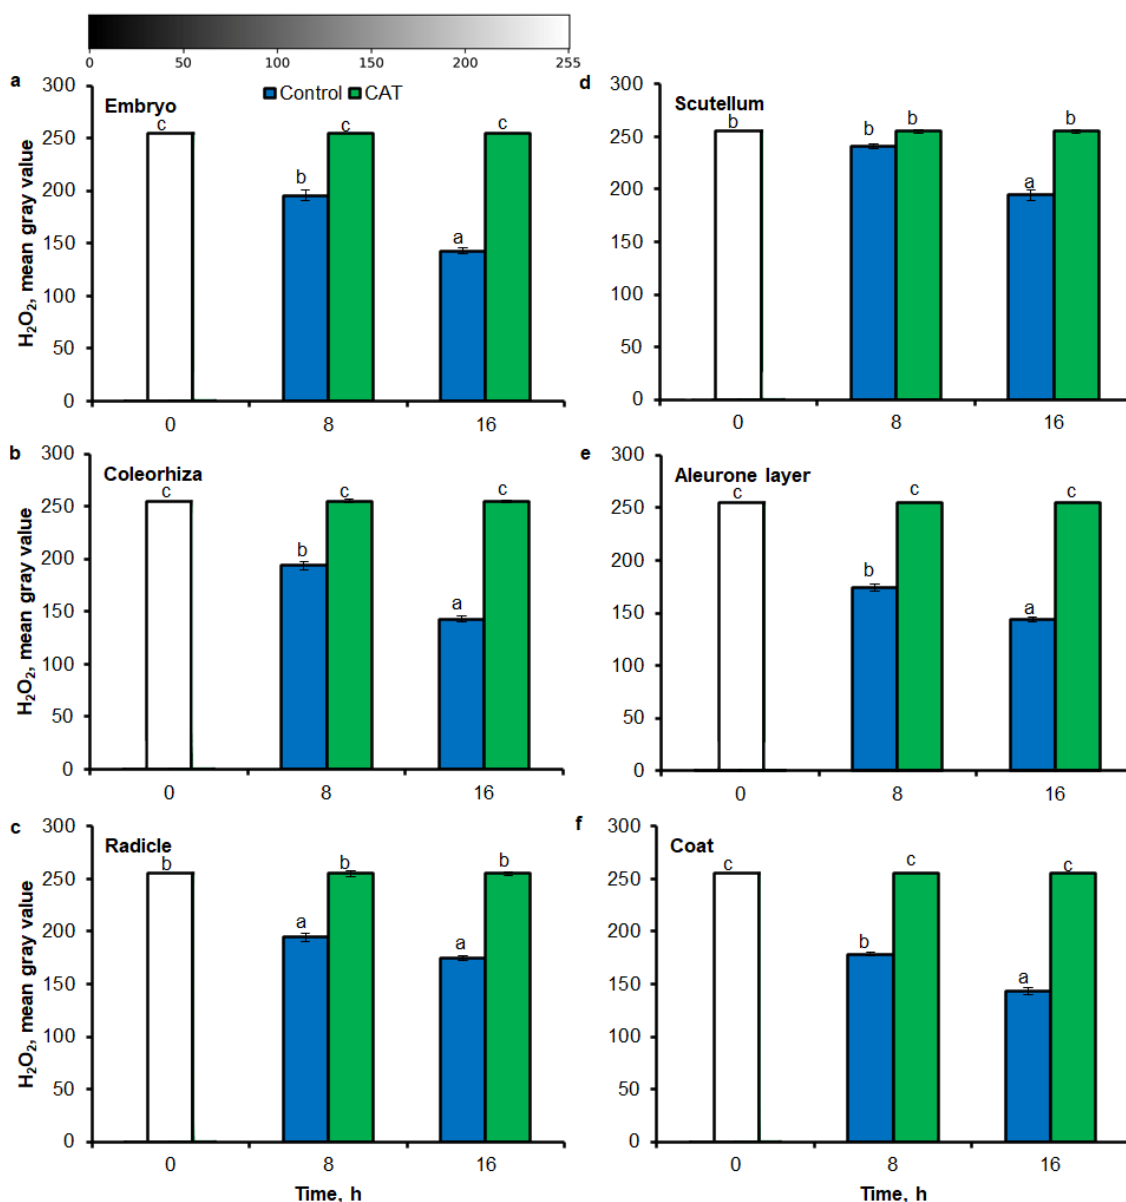 0 50 100 150 200 255
a
Control CAT
Embryo
H₂O₂, mean gray value
300
250
200
150
100
50
0
c
b
c
a
c
0 8 16
d
Scutellum
300
250
200
150
100
50
0
b
b
b
a
b
0 8 16
b
Coleorhiza
H₂O₂, mean gray value
300
250
200
150
100
50
0
c
b
c
a
c
0 8 16
e
Aleurone layer
300
250
200
150
100
50
0
c
b
c
a
c
0 8 16
c
Radicle
H₂O₂, mean gray value
300
250
200
150
100
50
0
b
a
b
a
b
0 8 16
Time, h
f
Coat
300
250
200
150
100
50
0
c
b
c
a
c
0 8 16
Time, h